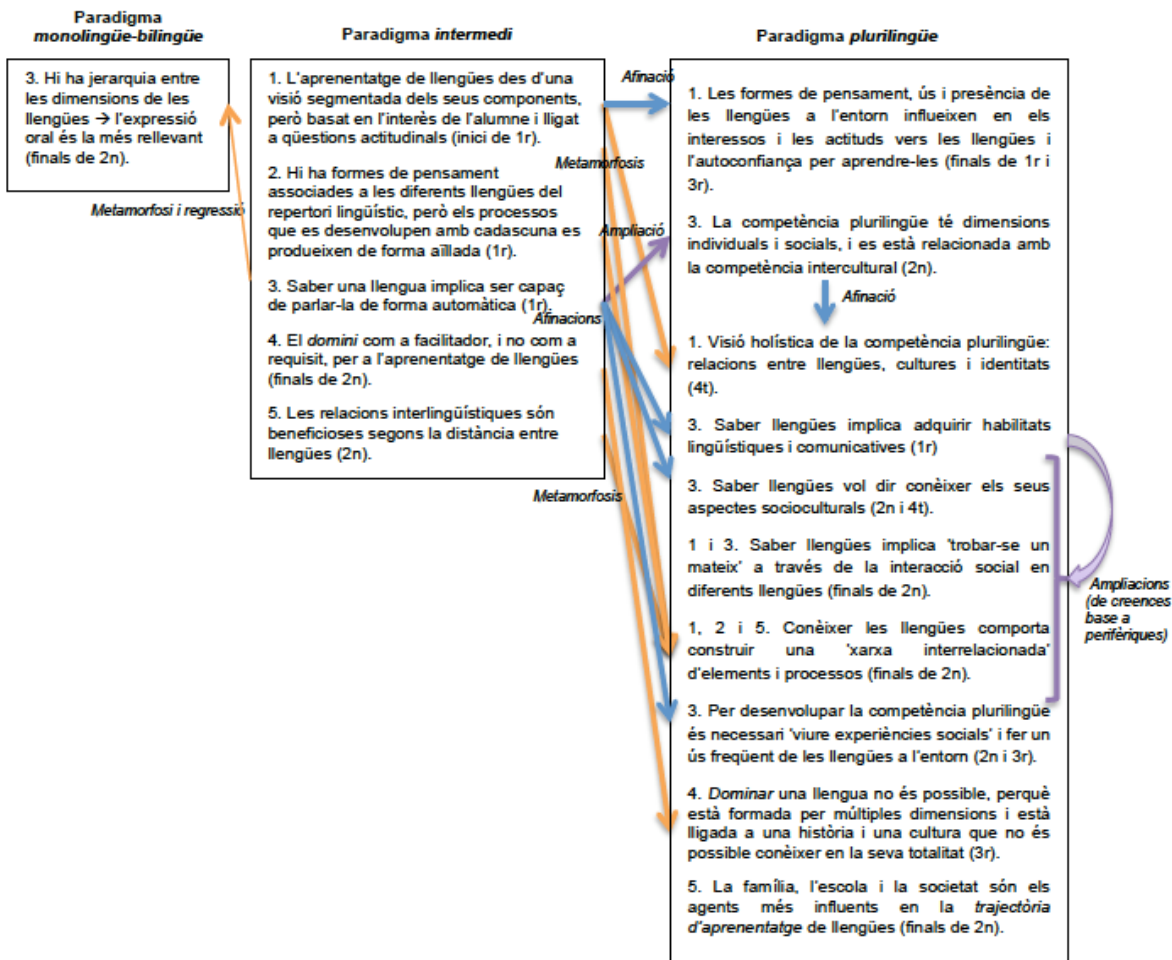 Paradigma
monolingüe-bilingüe
3. Hi ha jerarquia entre
les dimensions de les
llengües → l'expressió
oral és la més rellevant
(finals de 2n).
Metamorfosi i regressió
Paradigma intermedi
1. L'aprenentatge de llengües des d'una
visió segmentada dels seus components,
però basat en l'interès de l'alumne i lligat
a qüestions actitudinals (inici de 1r).
2. Hi ha formes de pensament
associades a les diferents llengües del
repertori lingüístic, però els processos
que es desenvolupen amb cadascuna es
produeixen de forma aïllada (1r).
3. Saber una llengua implica ser capaç
de parlar-la de forma automàtica (1r).
4. El domini com a facilitador, i no com a
requisit, per a l'aprenentatge de llengües
(finals de 2n).
5. Les relacions interlingüístiques són
beneficioses segons la distància entre
llengües (2n).
Afinació
Metamorfosis
Ampliació
Afinacions
Metamorfosis
Paradigma plurilingüe
1. Les formes de pensament, ús i presència de
les llengües a l'entorn influeixen en els
interessos i les actituds vers les llengües i
l'autoconfiança per aprendre-les (finals de 1r i
3r).
3. La competència plurilingüe té dimensions
individuals i socials, i es està relacionada amb
la competència intercultural (2n).
Afinació
1. Visió holística de la competència plurilingüe:
relacions entre llengües, cultures i identitats
(4t).
3. Saber llengües implica adquirir habilitats
lingüístiques i comunicatives (1r)
3. Saber llengües vol dir conèixer els seus
aspectes socioculturals (2n i 4t).
1 i 3. Saber llengües implica 'trobar-se un
mateix' a través de la interacció social en
diferents llengües (finals de 2n).
1, 2 i 5. Conèixer les llengües comporta
construir una 'xarxa interrelacionada'
d'elements i processos (finals de 2n).
3. Per desenvolupar la competència plurilingüe
és necessari 'viure experiències socials' i fer un
ús freqüent de les llengües a l'entorn (2n i 3r).
4. Dominar una llengua no és possible, perquè
està formada per múltiples dimensions i està
lligada a una història i una cultura que no és
possible conèixer en la seva totalitat (3r).
5. La família, l'escola i la societat són els
agents més influents en la trajectòria
d'aprenentatge de llengües (finals de 2n).
Ampliacions
(de creences
base a
perifèriques)